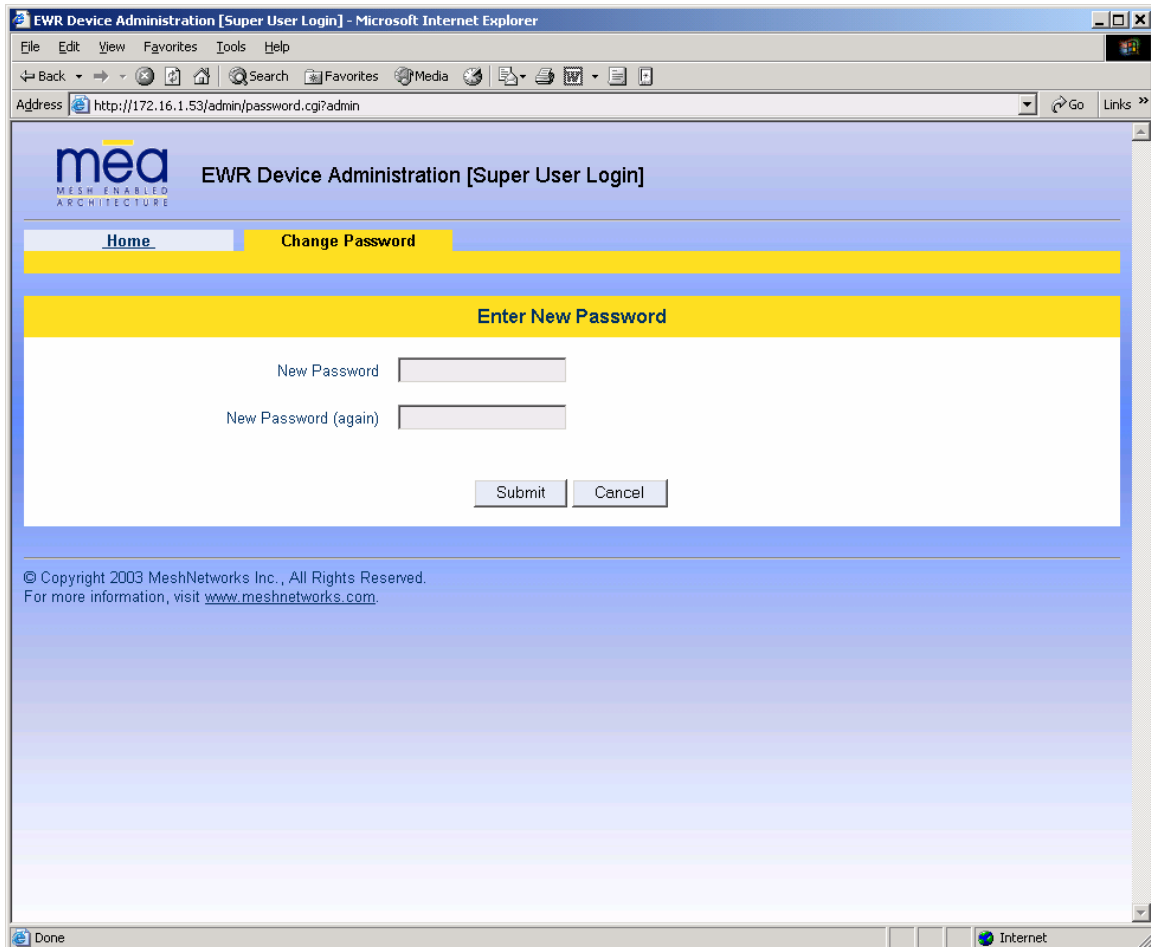 EWR Device Administration [Super User Login] - Microsoft Internet Explorer
File Edit View Favorites Tools Help
Back Search Favorites Media
Address http://172.16.1.53/admin/password.cgi?admin Go Links »
mēa
MESH ENABLED
ARCHITECTURE
EWR Device Administration [Super User Login]
Home Change Password
Enter New Password
New Password
New Password (again)
Submit Cancel
© Copyright 2003 MeshNetworks Inc., All Rights Reserved.
For more information, visit www.meshnetworks.com.
Done Internet